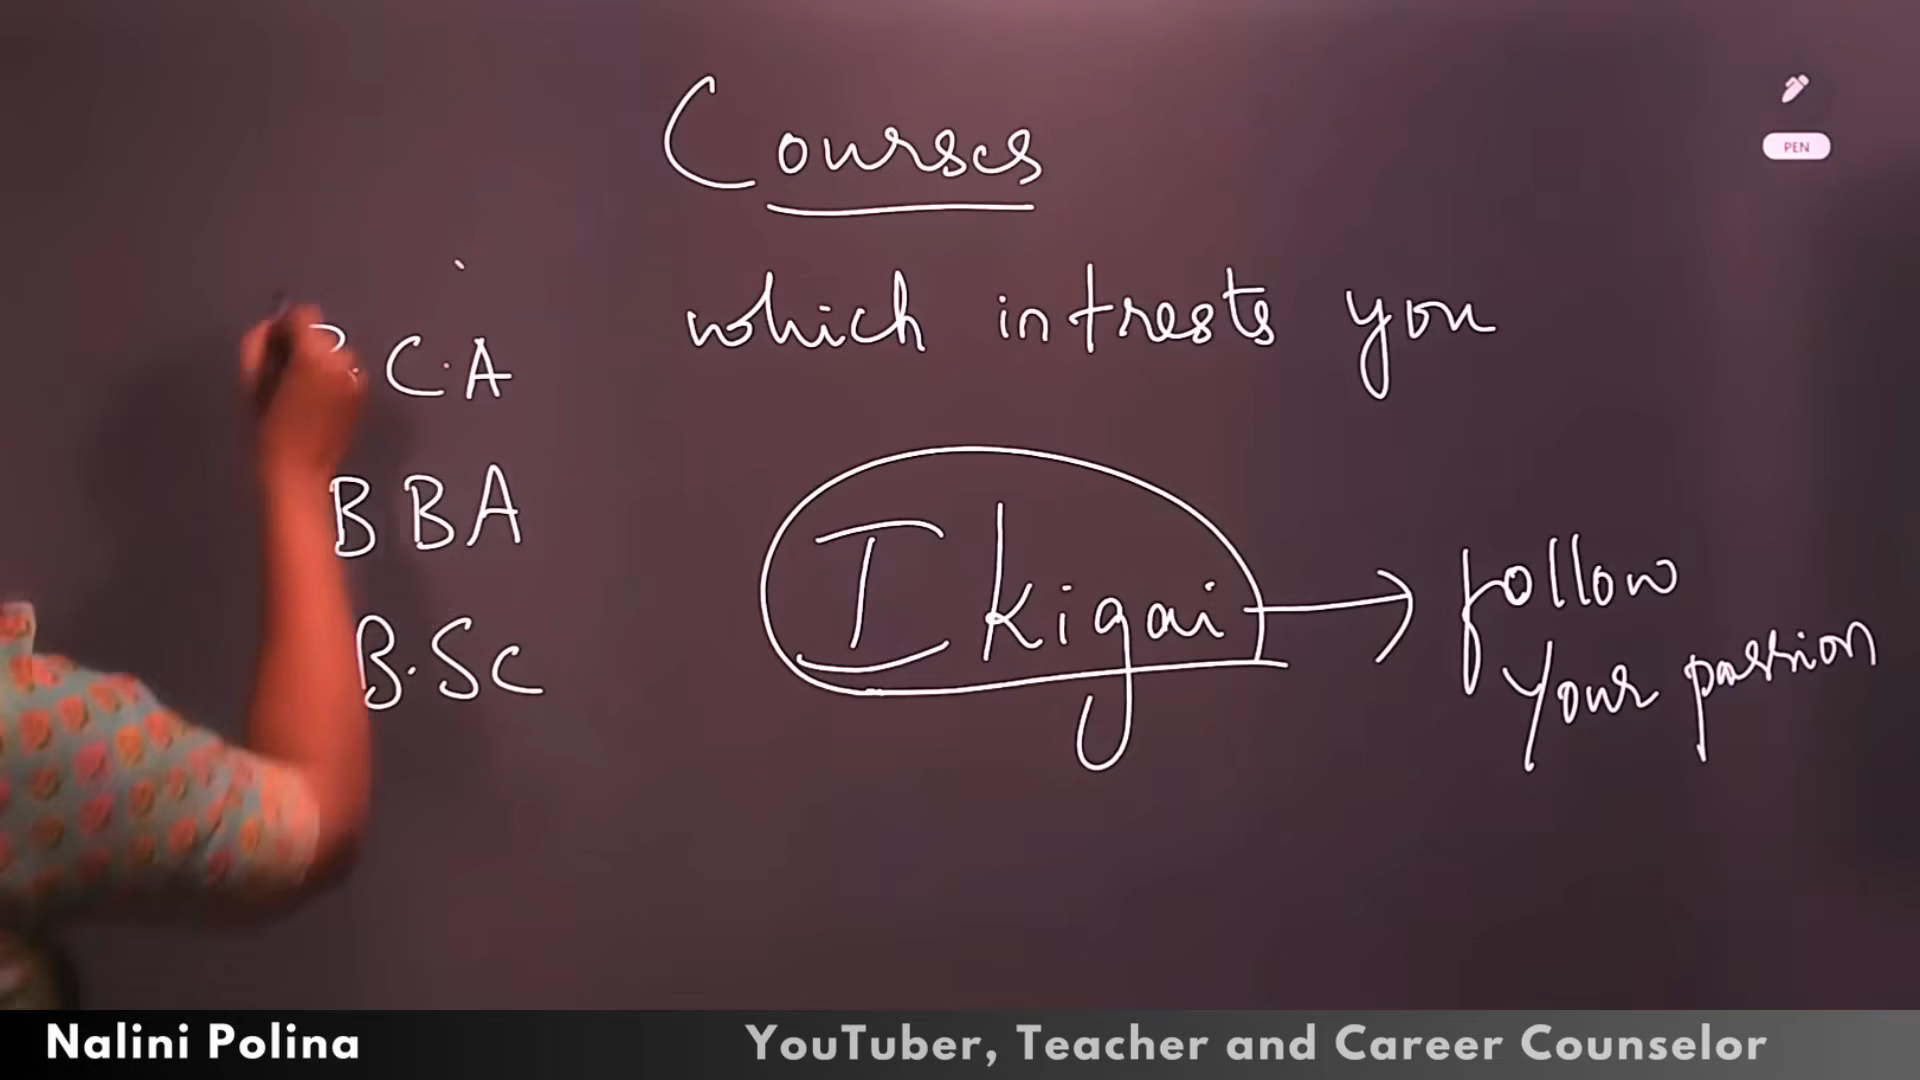 Courses
which intrests you
C.A
BBA
B.Sc
Ikigai → follow
your passion
PEN
Nalini Polina
YouTuber, Teacher and Career Counselor